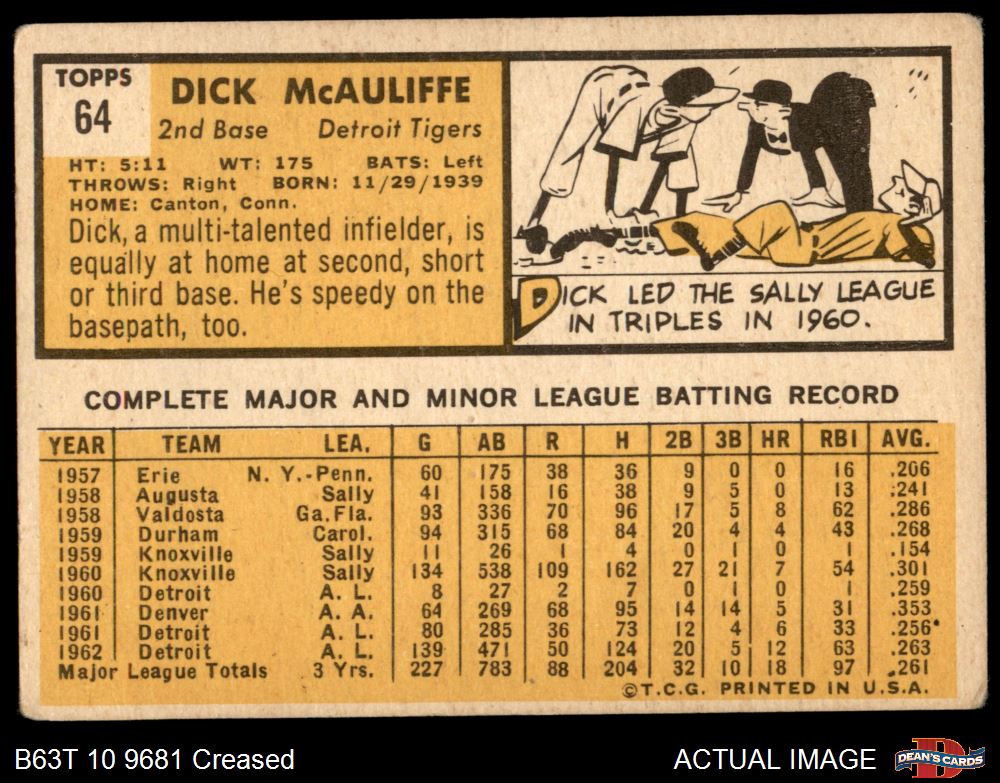 TOPPS
64
DICK McAULIFFE
2nd Base Detroit Tigers
HT: 5:11 WT: 175 BATS: Left
THROWS: Right BORN: 11/29/1939
HOME: Canton, Conn.
Dick, a multi-talented infielder, is
equally at home at second, short
or third base. He's speedy on the
basepath, too.
DICK LED THE SALLY LEAGUE
IN TRIPLES IN 1960.
COMPLETE MAJOR AND MINOR LEAGUE BATTING RECORD
YEAR TEAM LEA. G AB R H 2B 3B HR RBI AVG.
1957 Erie N. Y.-Penn. 60 175 38 36 9 0 0 16 .206
1958 Augusta Sally 41 158 16 38 9 5 0 13 .241
1958 Valdosta Ga.Fla. 93 336 70 96 17 5 8 62 .286
1959 Durham Carol. 94 315 68 84 20 4 4 43 .268
1959 Knoxville Sally 11 26 1 4 0 1 0 1 .154
1960 Knoxville Sally 134 538 109 162 27 21 7 54 .301
1960 Detroit A. L. 8 27 2 7 0 1 0 1 .259
1961 Denver A. A. 64 269 68 95 14 14 5 31 .353
1961 Detroit A. L. 80 285 36 73 12 4 6 33 .256*
1962 Detroit A. L. 139 471 50 124 20 5 12 63 .263
Major League Totals 3 Yrs. 227 783 88 204 32 10 18 97 .261
©T.C.G. PRINTED IN U.S.A.
B63T 10 9681 Creased ACTUAL IMAGE
DEAN'S CARDS